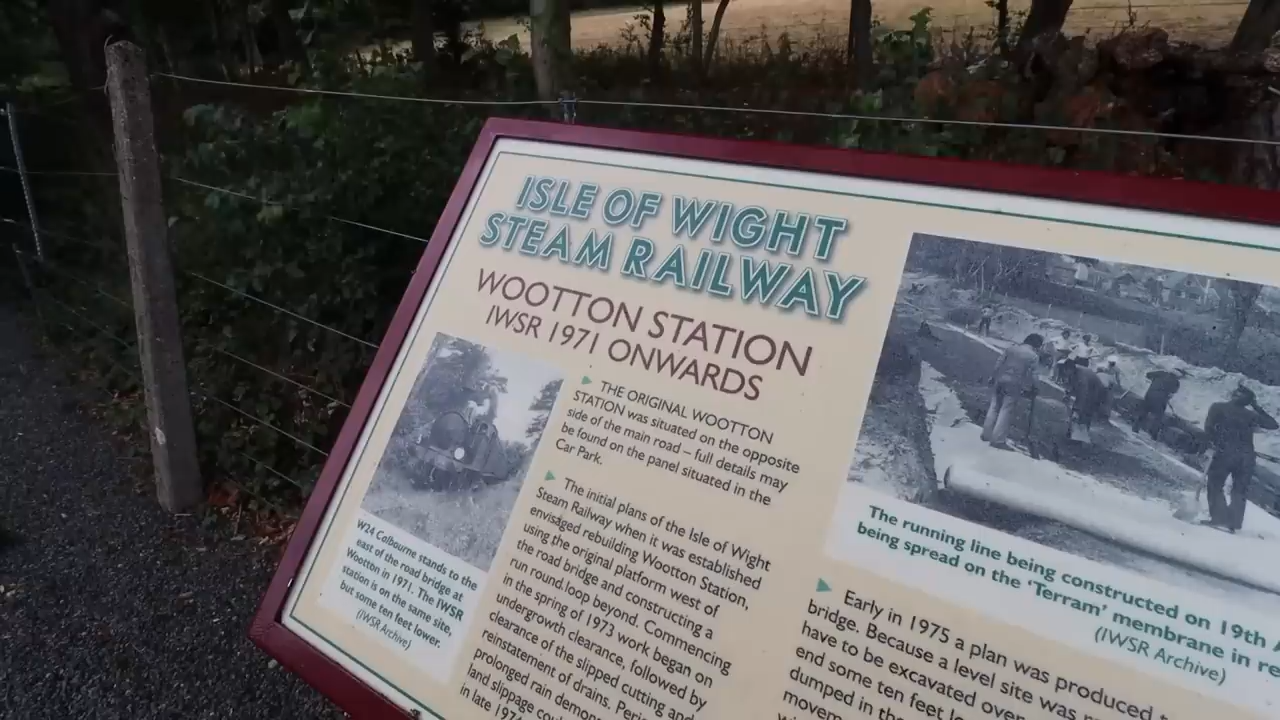 ISLE OF WIGHT
STEAM RAILWAY
WOOTTON STATION
IWSR 1971 ONWARDS
W24 Calbourne stands to the
east of the road bridge at
Wootton in 1971. The IWSR
station is on the same site,
but some ten feet lower.
(IWSR Archive)
THE ORIGINAL WOOTTON
STATION was situated on the opposite
side of the main road – full details may
be found on the panel situated in the
Car Park.
The initial plans of the Isle of Wight
Steam Railway when it was established
envisaged rebuilding Wootton Station,
using the original platform west of
the road bridge and constructing a
run round loop beyond. Commencing
in the spring of 1973 work began on
undergrowth clearance, followed by
clearance of the slipped cutting and
reinstatement of drains.
prolonged rain
land slippage
in late 1974
The running line being constructed on 19th
being spread on the 'Terram' membrane in
(IWSR Archive)
Early in 1975 a plan was produced
bridge. Because a level site was
have to be excavated over
end some ten feet
dumped in the